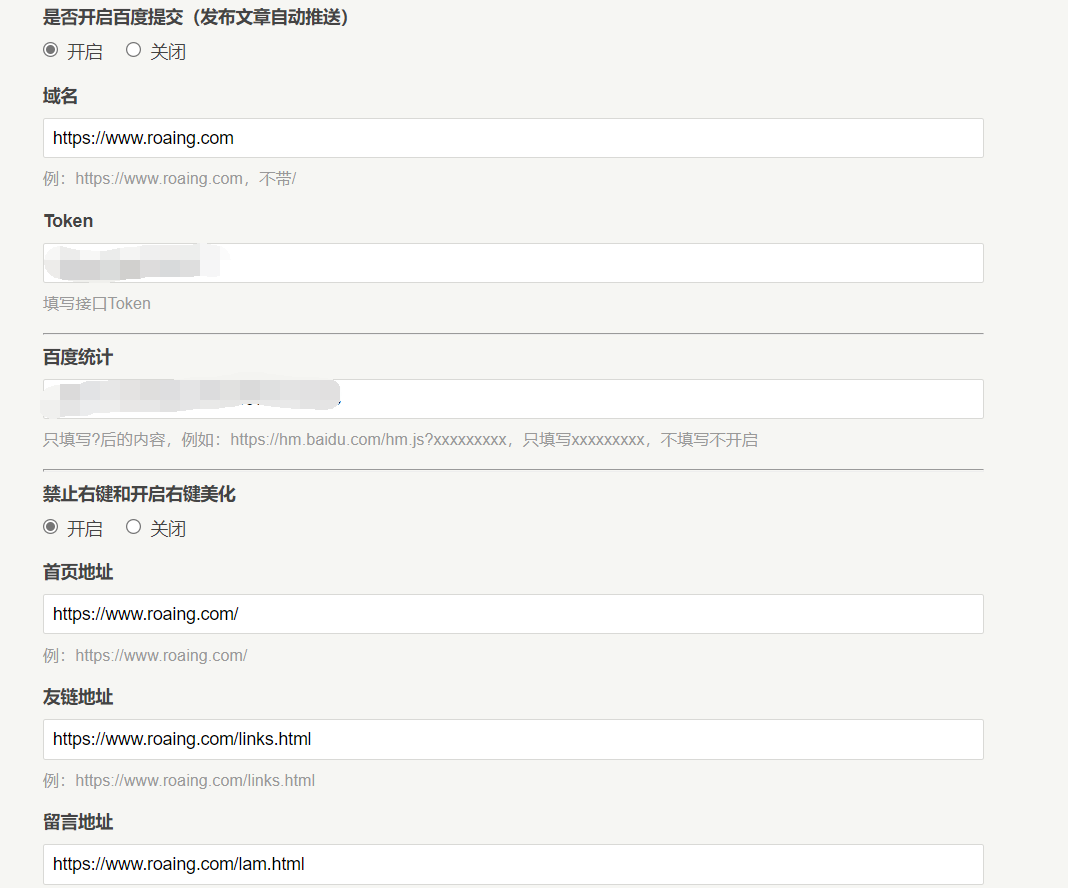 是否开启百度提交（发布文章自动推送）
开启 关闭
域名
https://www.roaing.com
例：https://www.roaing.com，不带/
Token
填写接口Token
百度统计
只填写?后的内容，例如：https://hm.baidu.com/hm.js?xxxxxxxxx，只填写xxxxxxxxx，不填写不开启
禁止右键和开启右键美化
开启 关闭
首页地址
https://www.roaing.com/
例：https://www.roaing.com/
友链地址
https://www.roaing.com/links.html
例：https://www.roaing.com/links.html
留言地址
https://www.roaing.com/lam.html